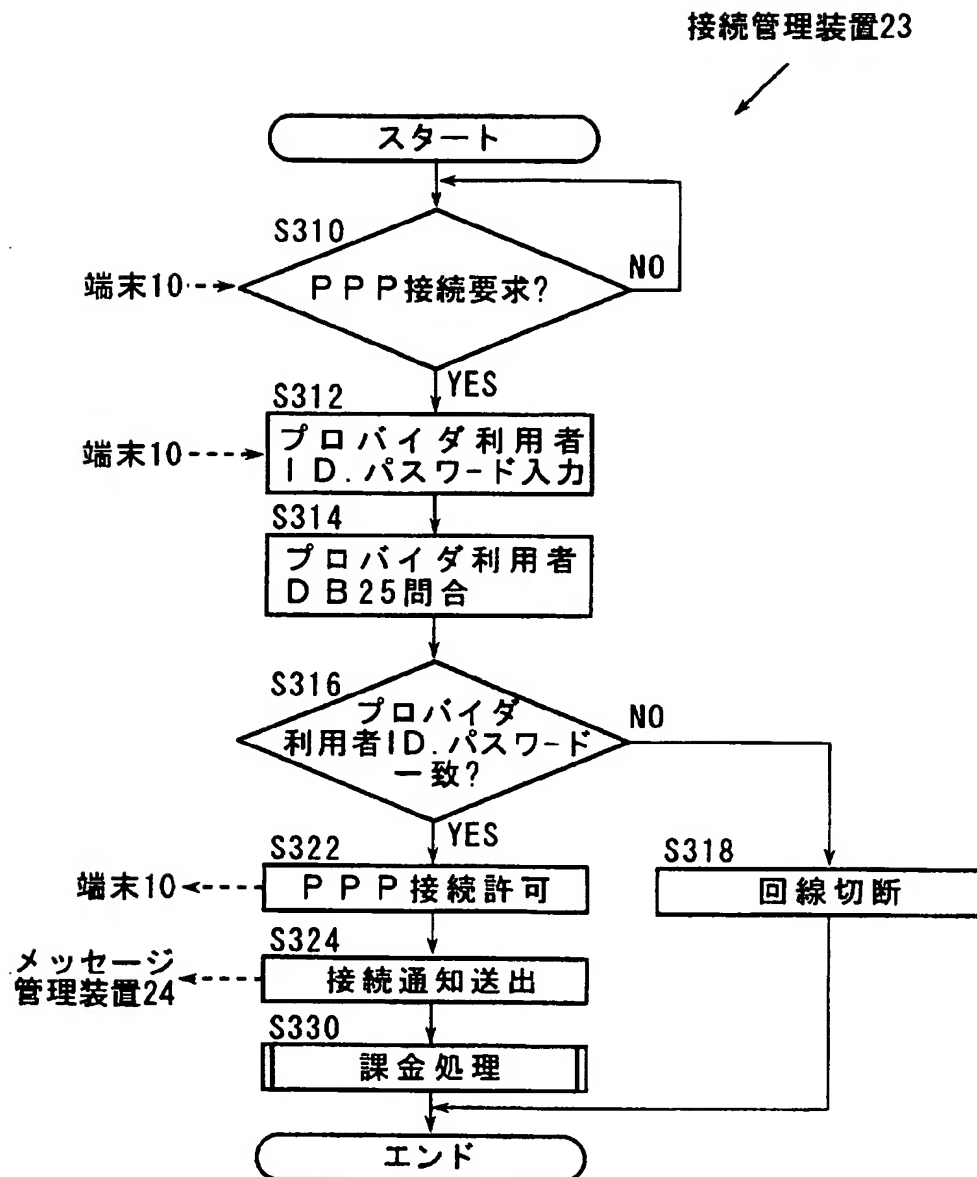 接続管理装置23
スタート
S310
端末10
PPP接続要求?
NO
YES
S312
端末10
プロバイダ利用者
ID.パスワード入力
S314
プロバイダ利用者
DB25問合
S316
プロバイダ
利用者ID.パスワード
一致?
NO
YES
S322
端末10
PPP接続許可
S318
回線切断
S324
メッセージ
管理装置24
接続通知送出
S330
課金処理
エンド